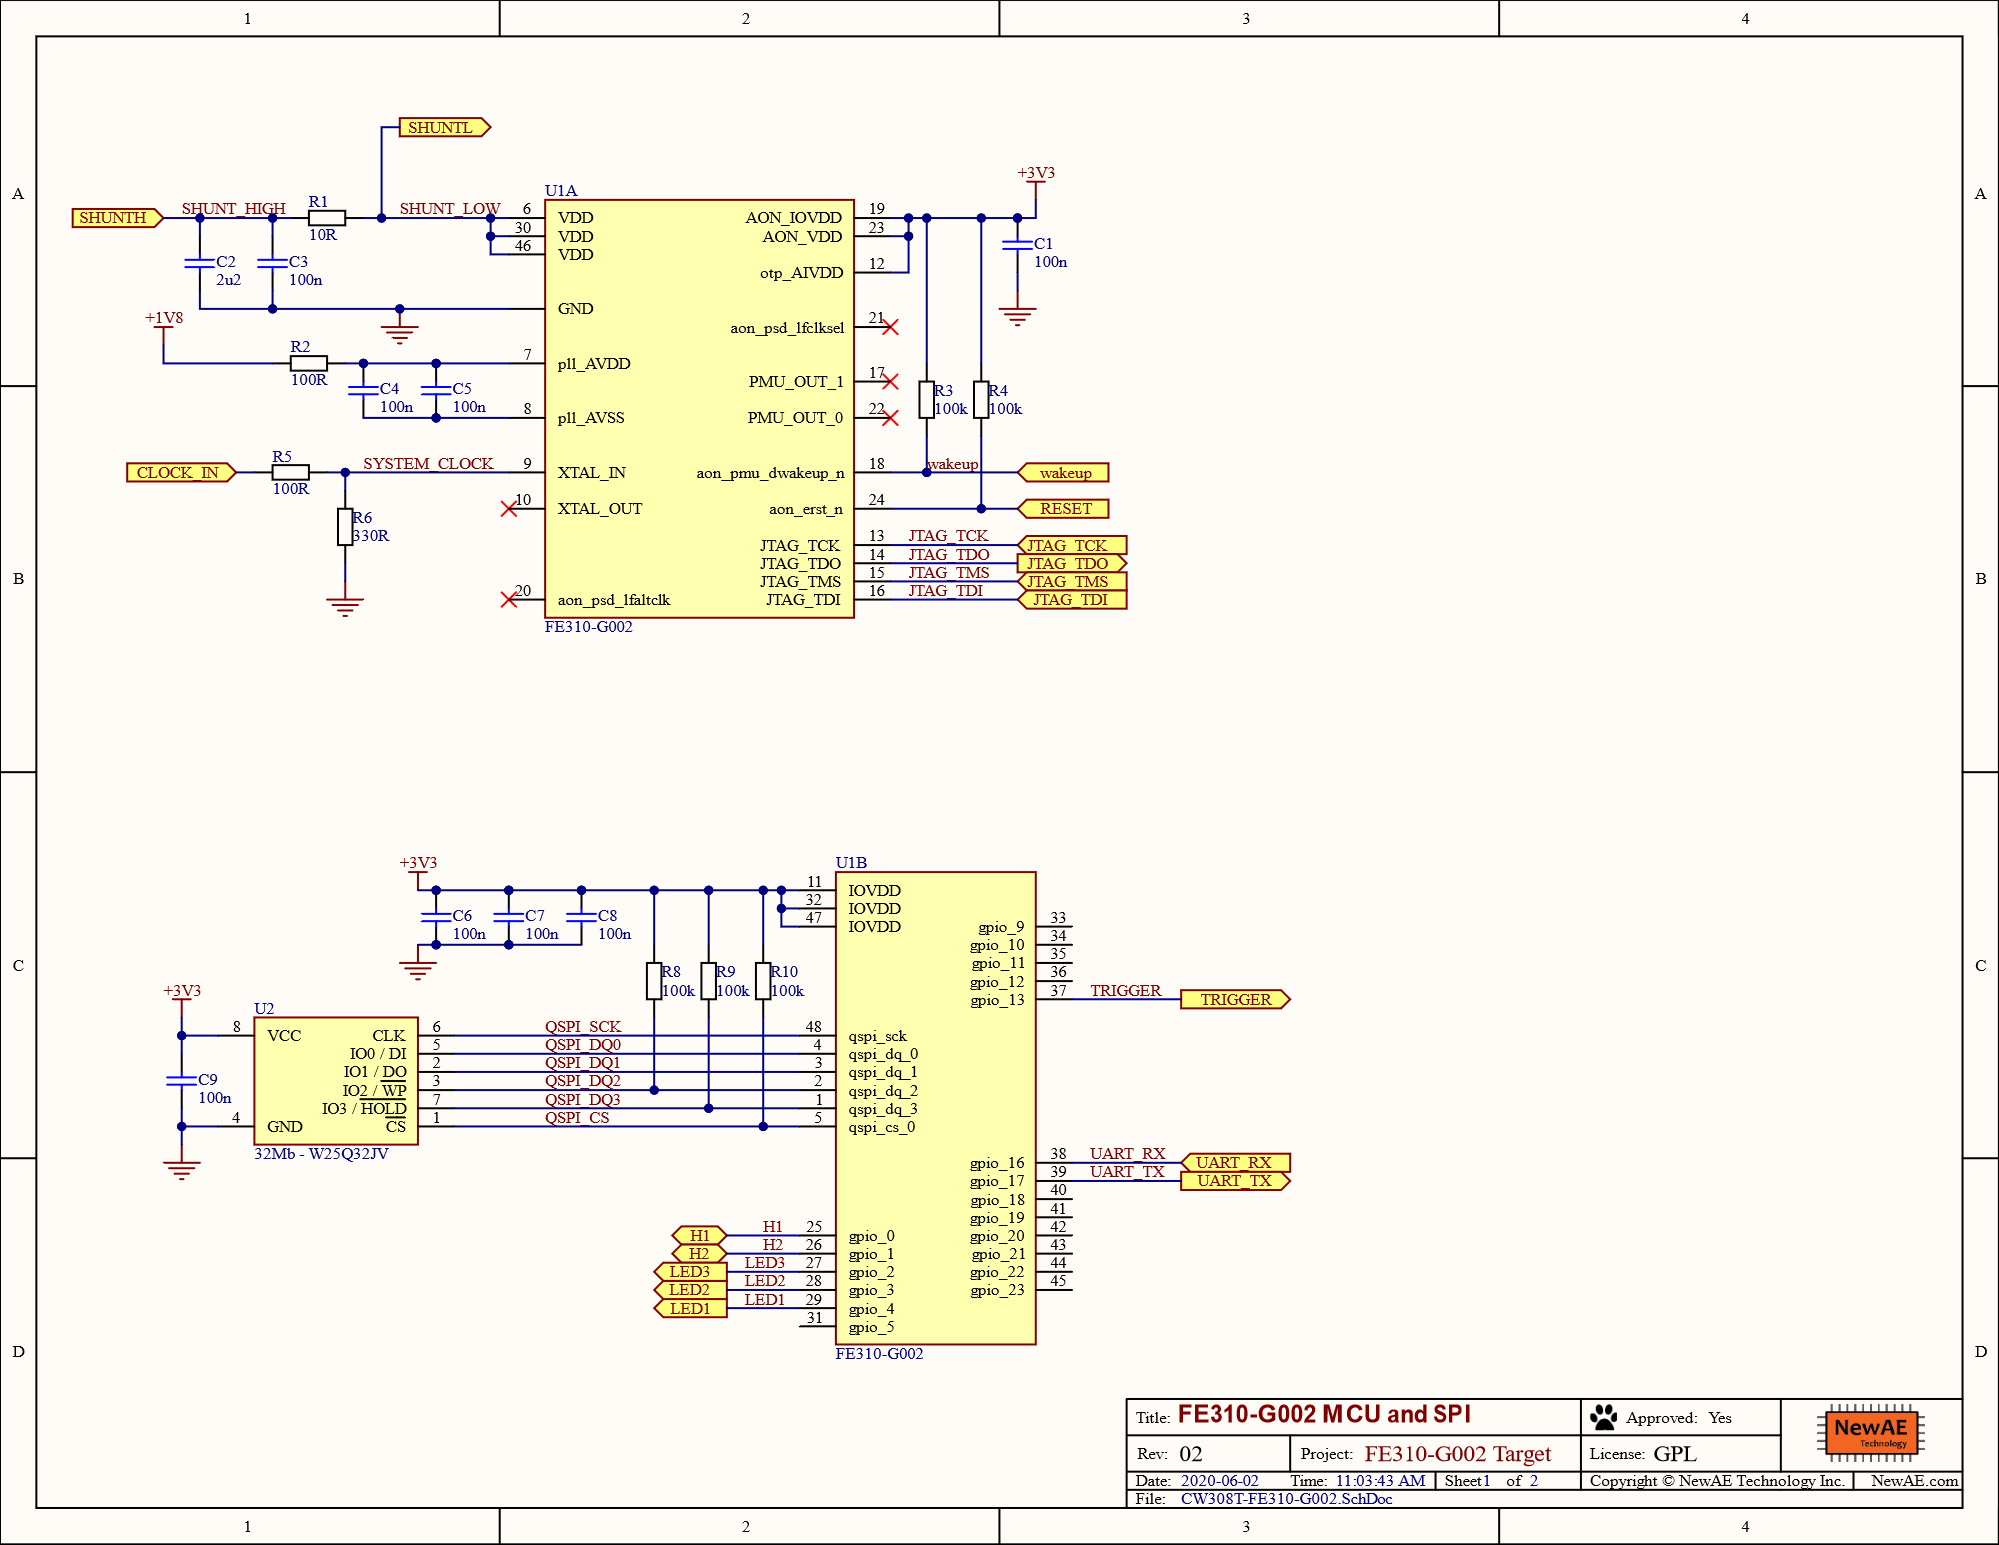 1 2 3 4
A A
B B
C C
D D
SHUNTL
SHUNTH
SHUNT_HIGH
R1
10R
SHUNT_LOW
C2
2u2
C3
100n
+1V8
R2
100R
C4
100n
C5
100n
CLOCK_IN
R5
100R
SYSTEM_CLOCK
R6
330R
U1A
6 VDD
30 VDD
46 VDD
GND
7 pll_AVDD
8 pll_AVSS
9 XTAL_IN
10 XTAL_OUT
20 aon_psd_lfaltclk
AON_IOVDD 19
AON_VDD 23
otp_AIVDD 12
aon_psd_lfclksel 21
PMU_OUT_1 17
PMU_OUT_0 22
aon_pmu_dwakeup_n 18
aon_erst_n 24
JTAG_TCK 13
JTAG_TDO 14
JTAG_TMS 15
JTAG_TDI 16
FE310-G002
+3V3
C1
100n
R3
100k
R4
100k
wakeup wakeup
RESET
JTAG_TCK JTAG_TCK
JTAG_TDO JTAG_TDO
JTAG_TMS JTAG_TMS
JTAG_TDI JTAG_TDI
+3V3
C6
100n
C7
100n
C8
100n
R8
100k
R9
100k
R10
100k
+3V3
C9
100n
U2
8 VCC
4 GND
CLK 6
IO0 / DI 5
IO1 / DO 2
IO2 / WP 3
IO3 / HOLD 7
CS 1
32Mb - W25Q32JV
QSPI_SCK
QSPI_DQ0
QSPI_DQ1
QSPI_DQ2
QSPI_DQ3
QSPI_CS
U1B
11 IOVDD
32 IOVDD
47 IOVDD
48 qspi_sck
4 qspi_dq_0
3 qspi_dq_1
2 qspi_dq_2
1 qspi_dq_3
5 qspi_cs_0
H1 H1 25 gpio_0
H2 H2 26 gpio_1
LED3 LED3 27 gpio_2
LED2 LED2 28 gpio_3
LED1 LED1 29 gpio_4
31 gpio_5
gpio_9 33
gpio_10 34
gpio_11 35
gpio_12 36
gpio_13 37 TRIGGER TRIGGER
gpio_16 38 UART_RX UART_RX
gpio_17 39 UART_TX UART_TX
gpio_18 40
gpio_19 41
gpio_20 42
gpio_21 43
gpio_22 44
gpio_23 45
FE310-G002
Title: FE310-G002 MCU and SPI
Approved: Yes
NewAE
Technology
Rev: 02 Project: FE310-G002 Target License: GPL
Date: 2020-06-02 Time: 11:03:43 AM Sheet1 of 2 Copyright © NewAE Technology Inc. NewAE.com
File: CW308T-FE310-G002.SchDoc
1 2 3 4